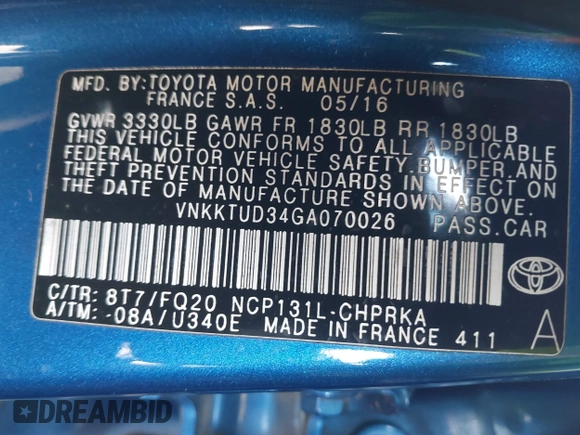 MFD. BY:TOYOTA MOTOR MANUFACTURING
FRANCE S.A.S. 05/16
GVWR 3330LB GAWR FR 1830LB RR 1830LB
THIS VEHICLE CONFORMS TO ALL APPLICABLE
FEDERAL MOTOR VEHICLE SAFETY,BUMPER,AND
THEFT PREVENTION STANDARDS IN EFFECT ON
THE DATE OF MANUFACTURE SHOWN ABOVE.
VNKKTUD34GA070026 PASS.CAR
C/TR: 8T7/FQ20 NCP131L-CHPRKA
A/TM: -08A/U340E MADE IN FRANCE 411 A
DREAMBID